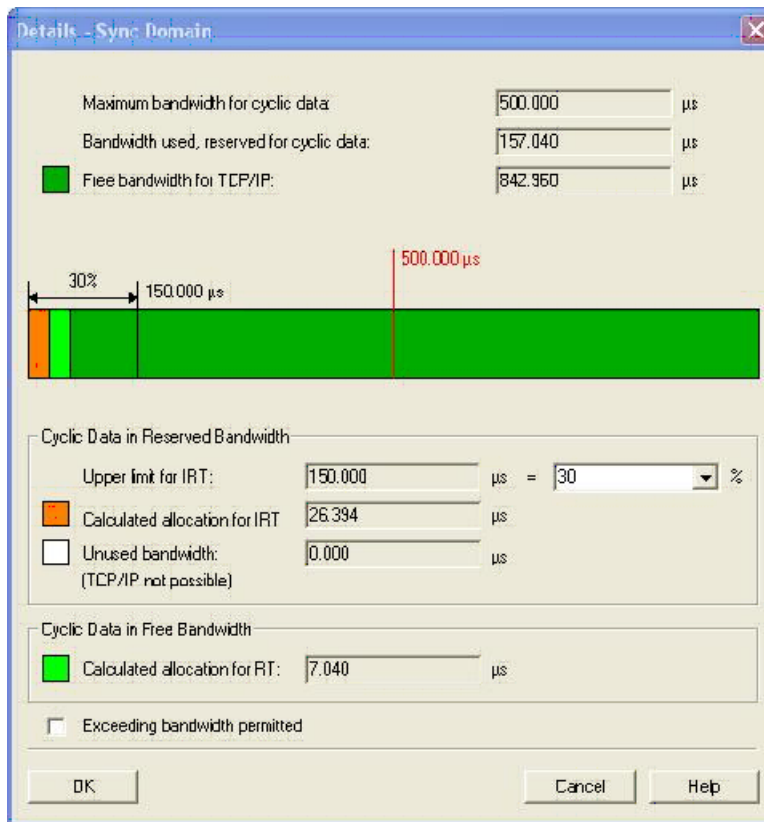 Details - Sync Domain
Maximum bandwidth for cyclic data: 500.000 µs
Bandwidth used, reserved for cyclic data: 157.040 µs
Free bandwidth for TCP/IP: 842.960 µs
500.000 µs
30%
150.000 µs
Cyclic Data in Reserved Bandwidth
Upper limit for IRT: 150.000 µs = 30 %
Calculated allocation for IRT 26.394 µs
Unused bandwidth: 0.000 µs
(TCP/IP not possible)
Cyclic Data in Free Bandwidth
Calculated allocation for RT: 7.040 µs
Exceeding bandwidth permitted
OK Cancel Help